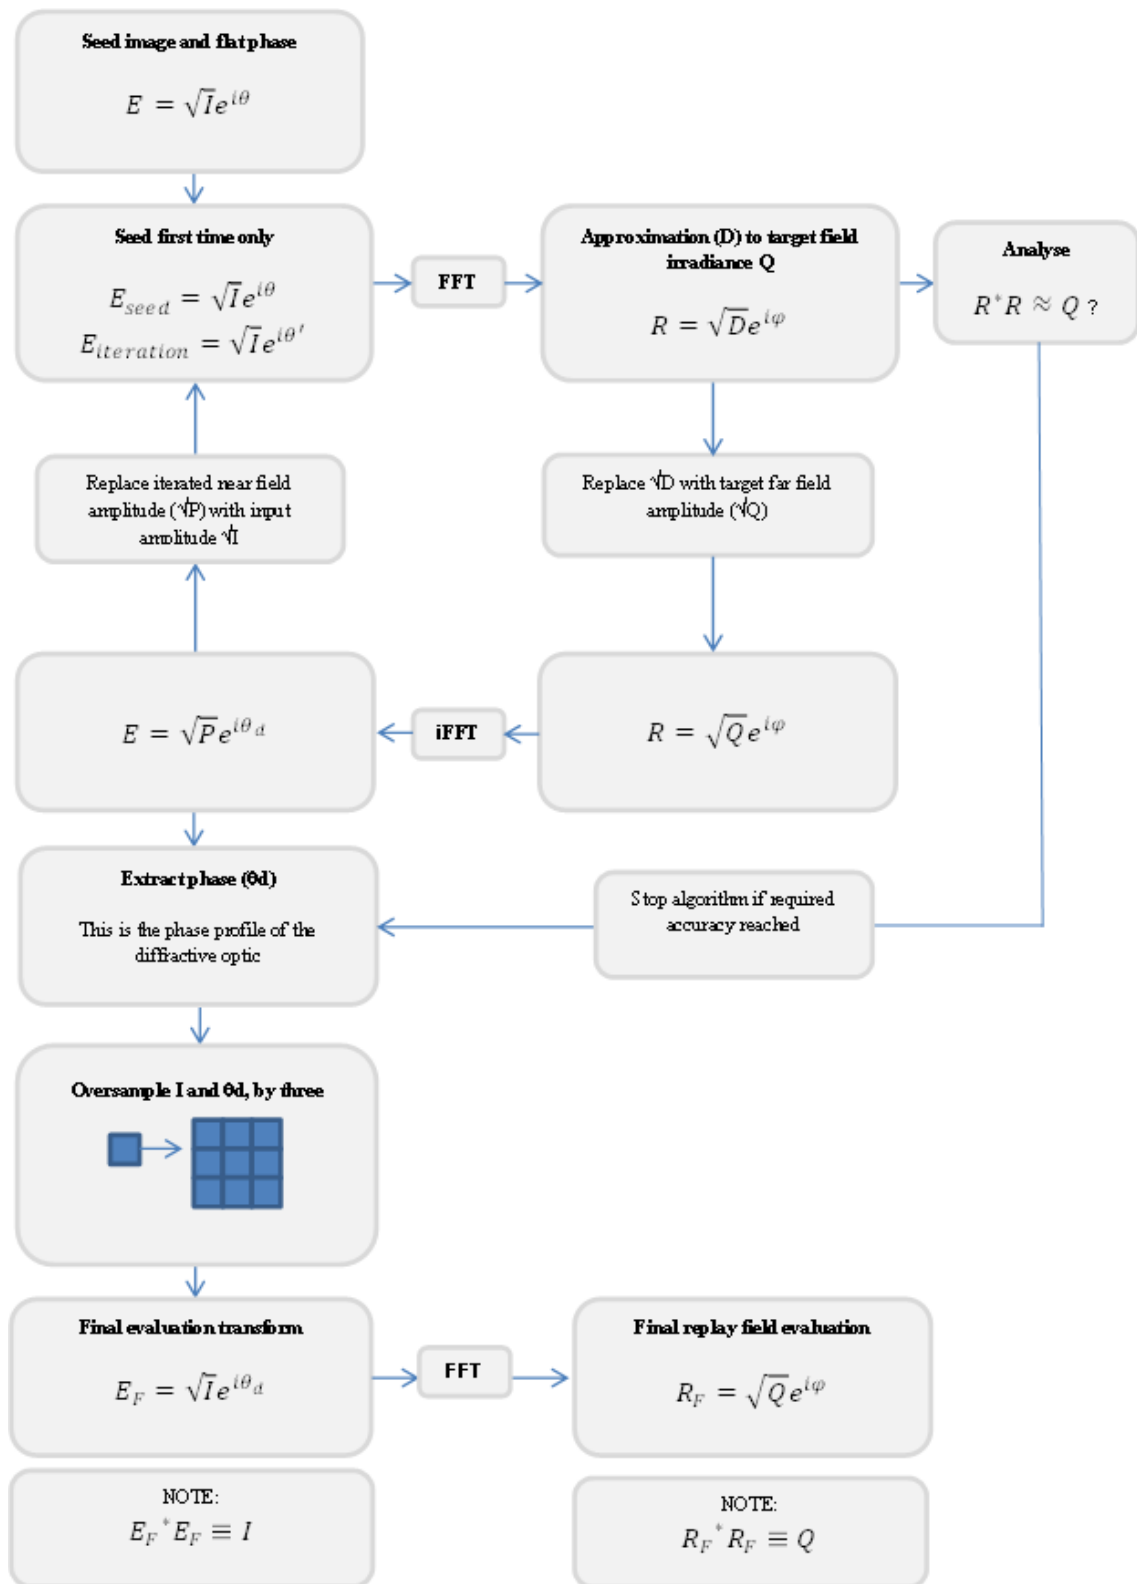 Seed image and flat phase
E = √I e^{iθ}
Seed first time only
E_{seed} = √I e^{iθ}
E_{iteration} = √I e^{iθ'}
FFT
Approximation (D) to target field
irradiance Q
R = √D e^{iφ}
Analyse
R^*R ≈ Q ?
Replace iterated near field
amplitude (√P) with input
amplitude √I
Replace √D with target far field
amplitude (√Q)
E = √P e^{iθ_d}
iFFT
R = √Q e^{iφ}
Extract phase (θd)
This is the phase profile of the
diffractive optic
Stop algorithm if required
accuracy reached
Oversample I and θd, by three
Final evaluation transform
E_F = √I e^{iθ_d}
FFT
Final replay field evaluation
R_F = √Q e^{iφ}
NOTE:
E_F^* E_F ≡ I
NOTE:
R_F^* R_F ≡ Q